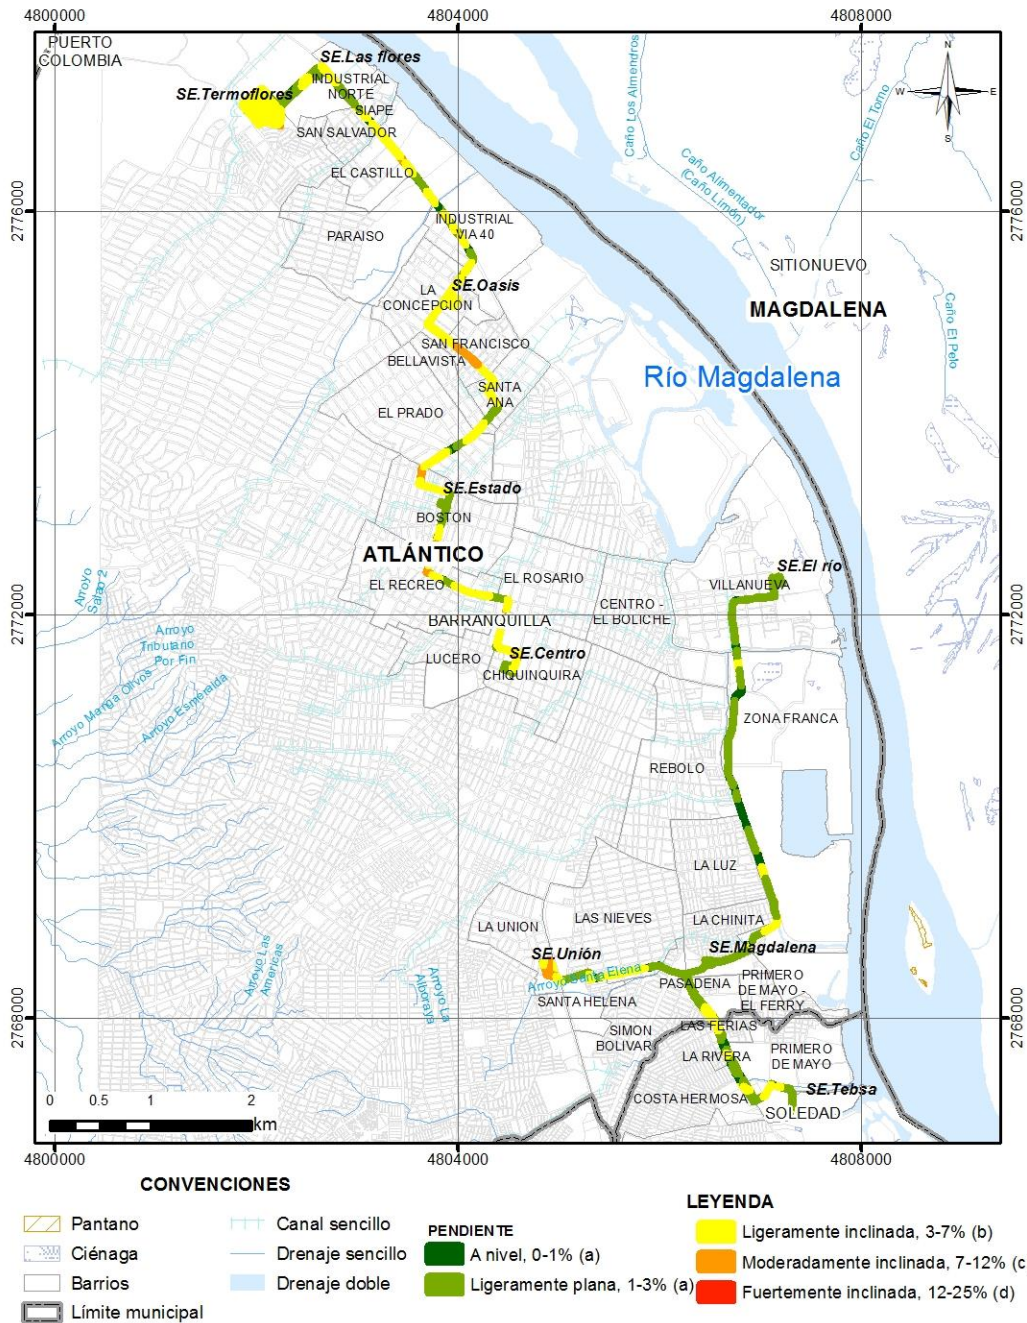 4800000
4804000
4808000
PUERTO
COLOMBIA
SE.Las flores
INDUSTRIAL
NORTE
SE.Termoflores
SIAPE
SAN SALVADOR
EL CASTILLO
Caño Los Almendros
Caño El Torno
Caño Alimentador
(Caño Limón)
N
W
E
S
2776000
2776000
INDUSTRIAL
VIA 40
PARAISO
SITIONUEVO
SE.Oasis
LA
CONCEPCIÓN
MAGDALENA
Caño El Pelo
SAN FRANCISCO
BELLAVISTA
Río Magdalena
SANTA
ANA
EL PRADO
SE.Estado
BOSTON
ATLÁNTICO
SE.El río
EL RECREO
EL ROSARIO
VILLANUEVA
Arroyo
Salao 2
2772000
2772000
CENTRO -
EL BOLICHE
BARRANQUILLA
Arroyo
Tributario
Por Fin
LUCERO
SE.Centro
CHIQUINQUIRA
Arroyo Manga Olivos
Arroyo Esmeralda
ZONA FRANCA
REBOLO
LA LUZ
LAS NIEVES
LA CHINITA
LA UNION
SE.Unión
SE.Magdalena
Arroyo Las
Americas
Arroyo La
Alboraya
Arroyo Santa Elena
PASADENA
PRIMERO
DE MAYO -
EL FERRY
SANTA HELENA
2768000
2768000
LAS FERIAS
SIMON
BOLIVAR
LA RIVERA
PRIMERO
DE MAYO
SE.Tebsa
COSTA HERMOSA
SOLEDAD
0 0.5 1 2
km
4800000
4804000
4808000
CONVENCIONES
Pantano
Ciénaga
Barrios
Límite municipal
Canal sencillo
Drenaje sencillo
Drenaje doble
LEYENDA
PENDIENTE
A nivel, 0-1% (a)
Ligeramente plana, 1-3% (a)
Ligeramente inclinada, 3-7% (b)
Moderadamente inclinada, 7-12% (c
Fuertemente inclinada, 12-25% (d)